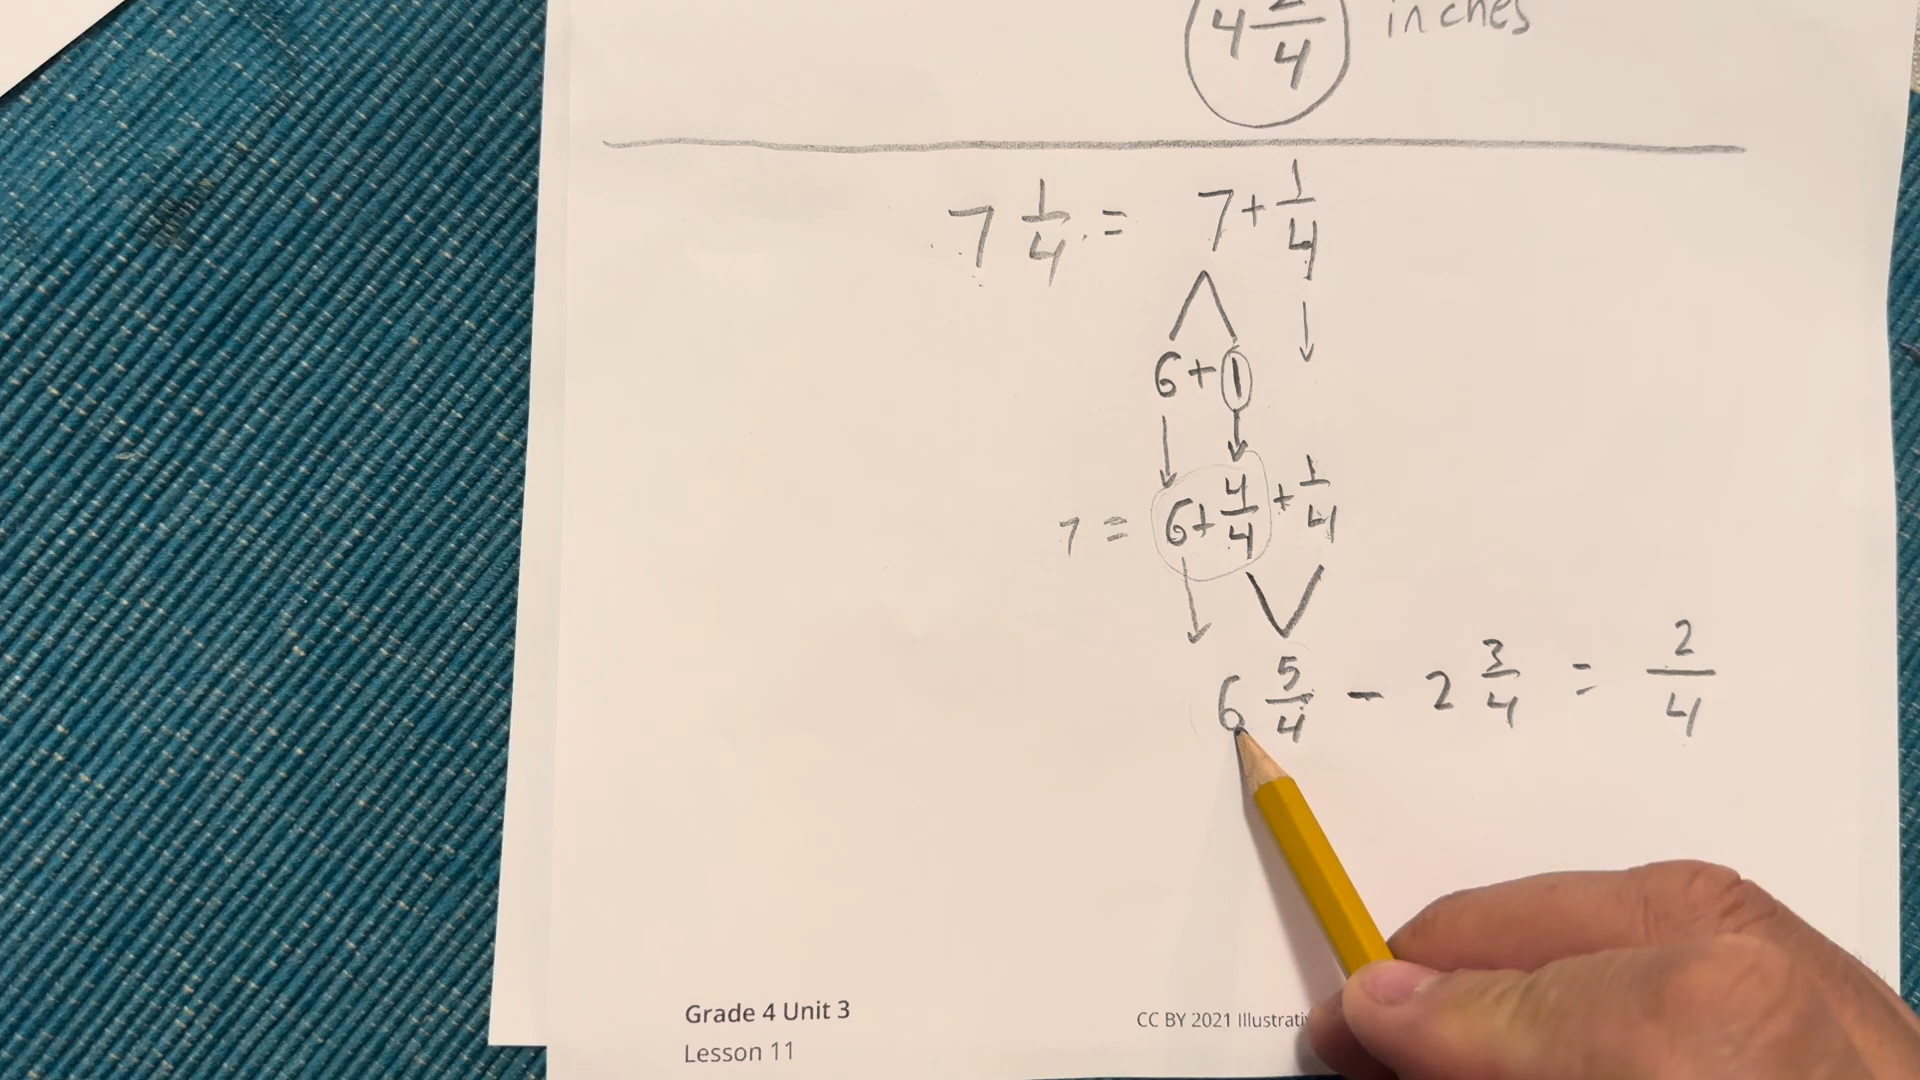 4 2/4 inches
7 1/4 = 7 + 1/4
6 + 1
7 = 6 + 4/4 + 1/4
6 5/4 - 2 3/4 = 2/4
Grade 4 Unit 3
Lesson 11
CC BY 2021